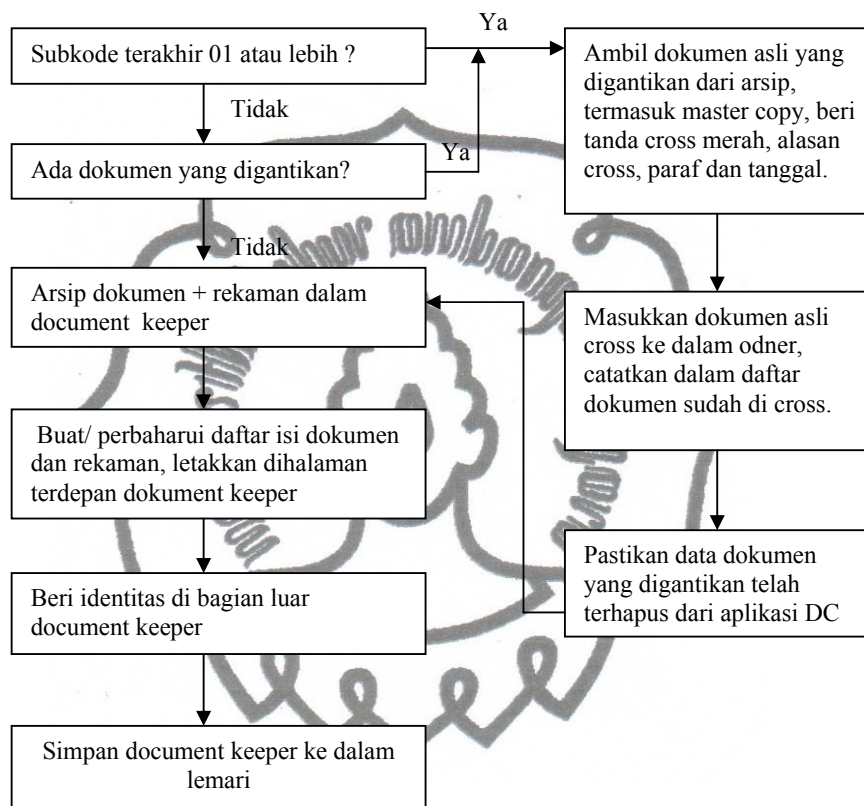 Ya
Subkode terakhir 01 atau lebih ?
Tidak
Ya
Ada dokumen yang digantikan?
Tidak
Arsip dokumen + rekaman dalam
document keeper
Buat/ perbaharui daftar isi dokumen
dan rekaman, letakkan dihalaman
terdepan dokument keeper
Beri identitas di bagian luar
document keeper
Simpan document keeper ke dalam
lemari
Ambil dokumen asli yang
digantikan dari arsip,
termasuk master copy, beri
tanda cross merah, alasan
cross, paraf dan tanggal.
Masukkan dokumen asli
cross ke dalam odner,
catatkan dalam daftar
dokumen sudah di cross.
Pastikan data dokumen
yang digantikan telah
terhapus dari aplikasi DC